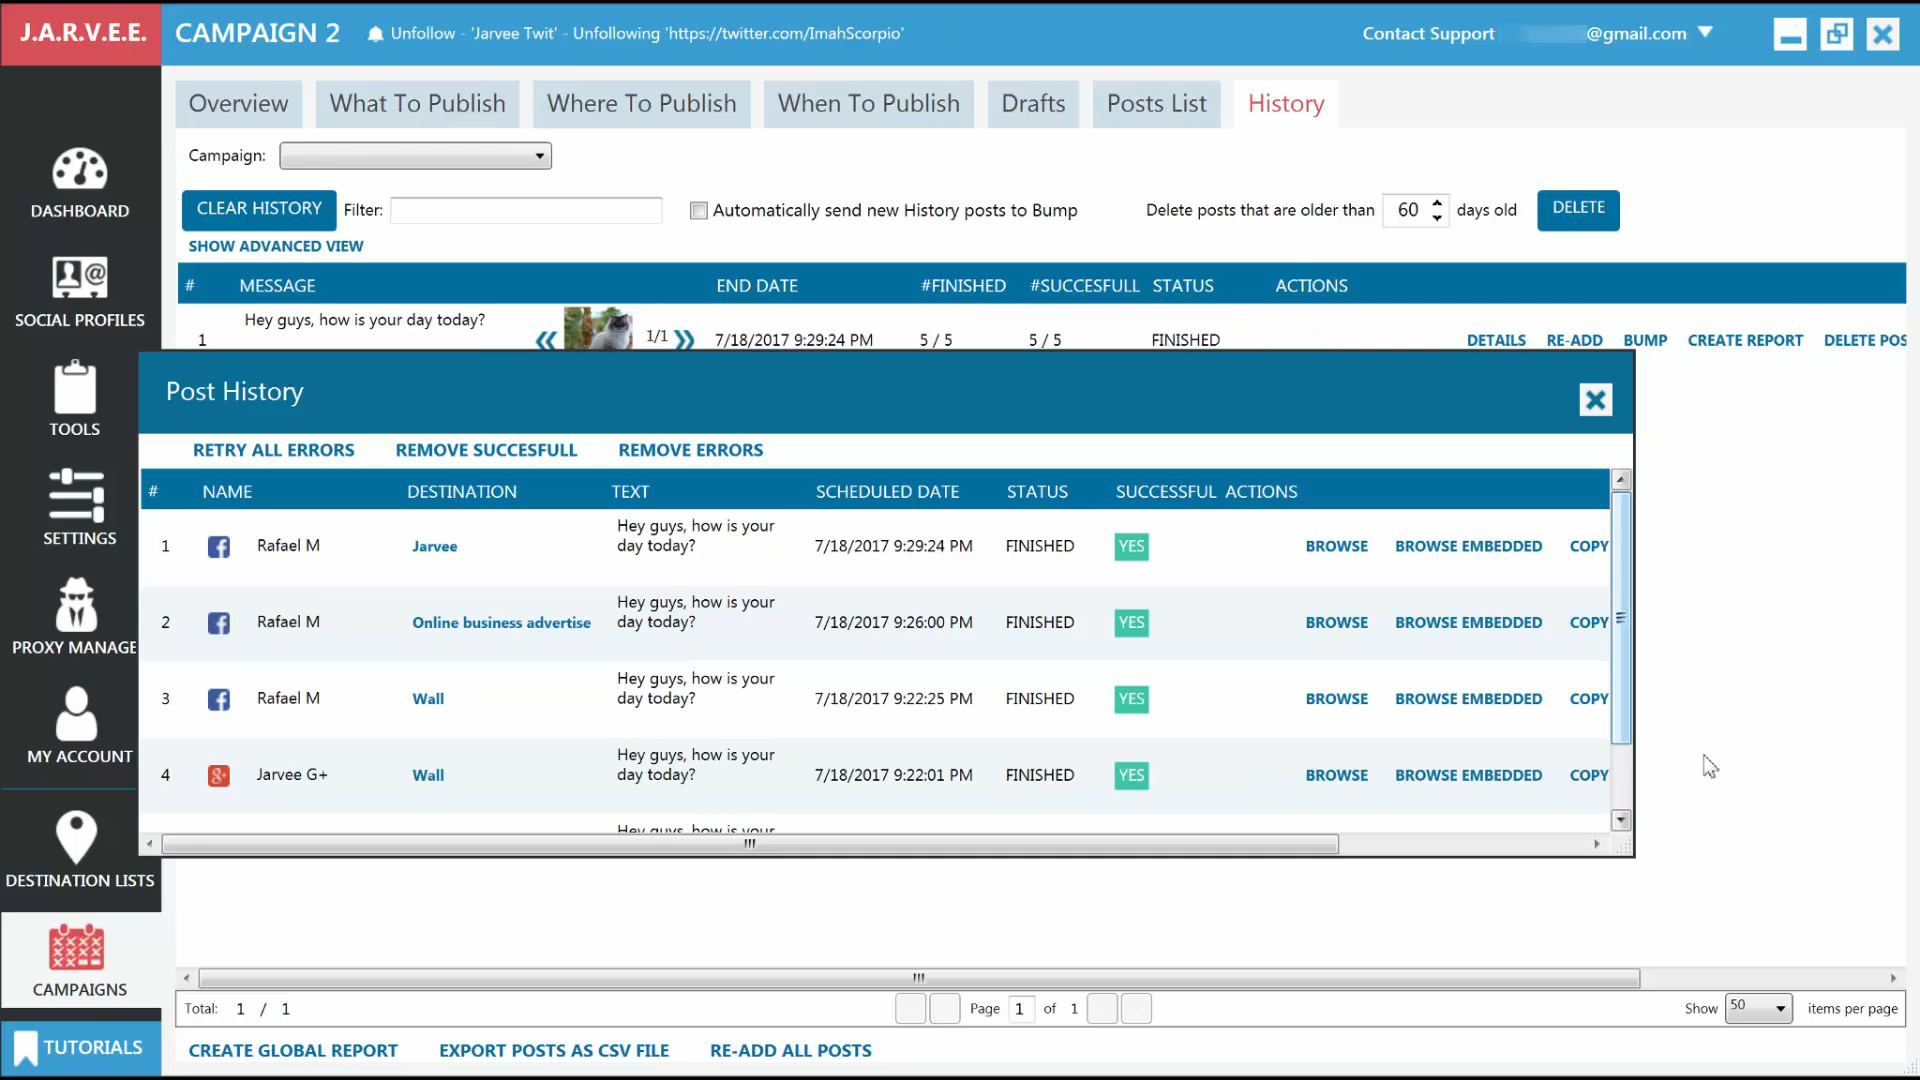 J.A.R.V.E.E. CAMPAIGN 2 Unfollow - 'Jarvee Twit' - Unfollowing 'https://twitter.com/ImahScorpio' Contact Support @gmail.com
Overview What To Publish Where To Publish When To Publish Drafts Posts List History
Campaign:
CLEAR HISTORY Filter: Automatically send new History posts to Bump Delete posts that are older than 60 days old DELETE
SHOW ADVANCED VIEW
# MESSAGE END DATE #FINISHED #SUCCESFULL STATUS ACTIONS
Hey guys, how is your day today?
1 1/1 7/18/2017 9:29:24 PM 5 / 5 5 / 5 FINISHED DETAILS RE-ADD BUMP CREATE REPORT DELETE POS
Post History
RETRY ALL ERRORS REMOVE SUCCESFULL REMOVE ERRORS
# NAME DESTINATION TEXT SCHEDULED DATE STATUS SUCCESSFUL ACTIONS
Hey guys, how is your
1 Rafael M Jarvee day today? 7/18/2017 9:29:24 PM FINISHED YES BROWSE BROWSE EMBEDDED COPY
Hey guys, how is your
2 Rafael M Online business advertise day today? 7/18/2017 9:26:00 PM FINISHED YES BROWSE BROWSE EMBEDDED COPY
Hey guys, how is your
3 Rafael M Wall day today? 7/18/2017 9:22:25 PM FINISHED YES BROWSE BROWSE EMBEDDED COPY
Hey guys, how is your
4 Jarvee G+ Wall day today? 7/18/2017 9:22:01 PM FINISHED YES BROWSE BROWSE EMBEDDED COPY
Hey guys, how is your
DASHBOARD
SOCIAL PROFILES
TOOLS
SETTINGS
PROXY MANAGE
MY ACCOUNT
DESTINATION LISTS
CAMPAIGNS
TUTORIALS
Total: 1 / 1 Page 1 of 1 Show 50 items per page
CREATE GLOBAL REPORT EXPORT POSTS AS CSV FILE RE-ADD ALL POSTS